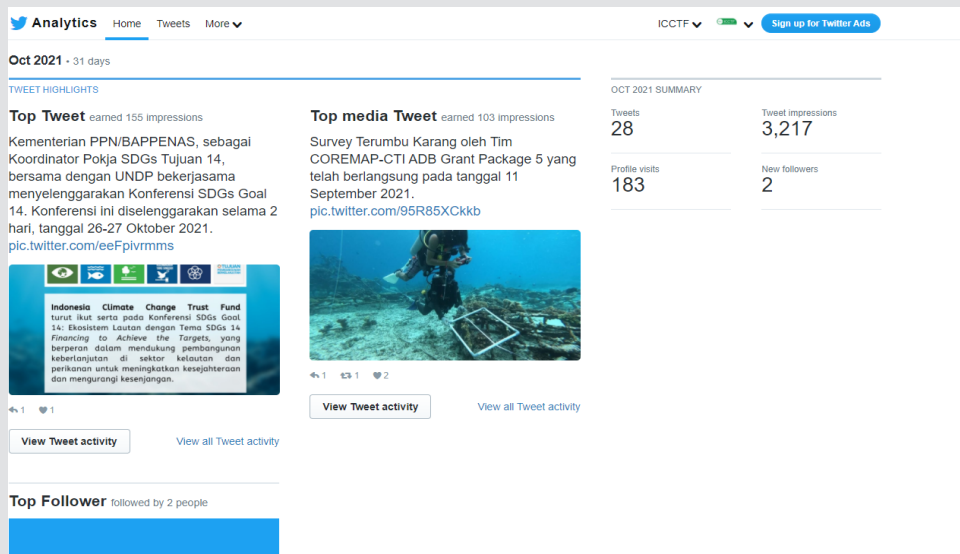 Analytics Home Tweets More
ICCTF
Sign up for Twitter Ads
Oct 2021 • 31 days
TWEET HIGHLIGHTS
Top Tweet earned 155 impressions
Kementerian PPN/BAPPENAS, sebagai
Koordinator Pokja SDGs Tujuan 14,
bersama dengan UNDP bekerjasama
menyelenggarakan Konferensi SDGs Goal
14. Konferensi ini diselenggarakan selama 2
hari, tanggal 26-27 Oktober 2021.
pic.twitter.com/eeFpivrmms
Indonesia Climate Change Trust Fund
turut ikut serta pada Konferensi SDGs Goal
14: Ekosistem Lautan dengan Tema SDGs 14
Financing to Achieve the Targets, yang
berperan dalam mendukung pembangunan
keberlanjutan di sektor kelautan dan
perikanan untuk meningkatkan kesejahteraan
dan mengurangi kesenjangan.
1 1
View Tweet activity
View all Tweet activity
Top media Tweet earned 103 impressions
Survey Terumbu Karang oleh Tim
COREMAP-CTI ADB Grant Package 5 yang
telah berlangsung pada tanggal 11
September 2021.
pic.twitter.com/95R85XCkkb
1 1 2
View Tweet activity
View all Tweet activity
OCT 2021 SUMMARY
Tweets
28
Tweet impressions
3,217
Profile visits
183
New followers
2
Top Follower followed by 2 people